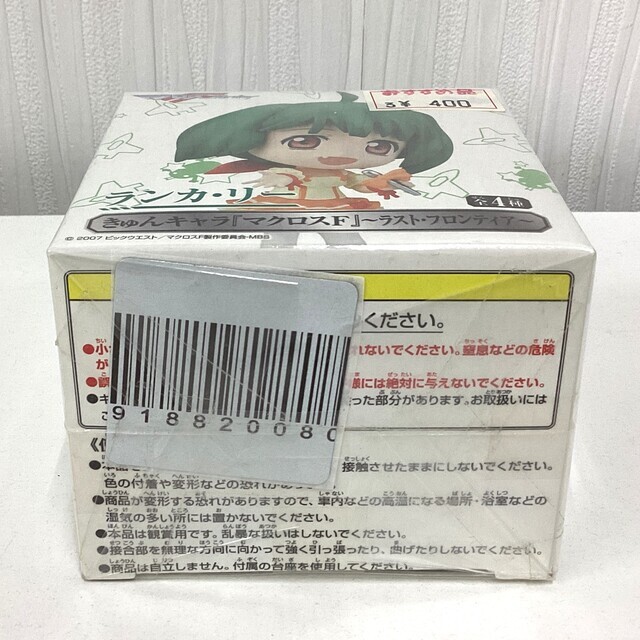 おすすめ品
¥ 400
ランカ・リー
全4種
きゅんキャラ『マクロスF』~ラスト・フロンティア~
© 2007 ビックウエスト/マクロスF製作委員会・MBS
ください。
●小 れないでください。窒息などの危険
が
●誤 様には絶対に与えないでください。
●キ った部分があります。お取扱いには
918820080
接触させたままにしないでください。
色の付着や変形などの恐れがあります。
●商品が変形する恐れがありますので、車内などの高温になる場所・浴室などの
湿気の多い所には置かないでください。
●本品は観賞用です。乱暴な扱いはしないでください。
●接合部を無理な方向に向かって強く引っ張ったり、曲げたりしないでください。
●商品は自立しません。付属の台座を使用してください。